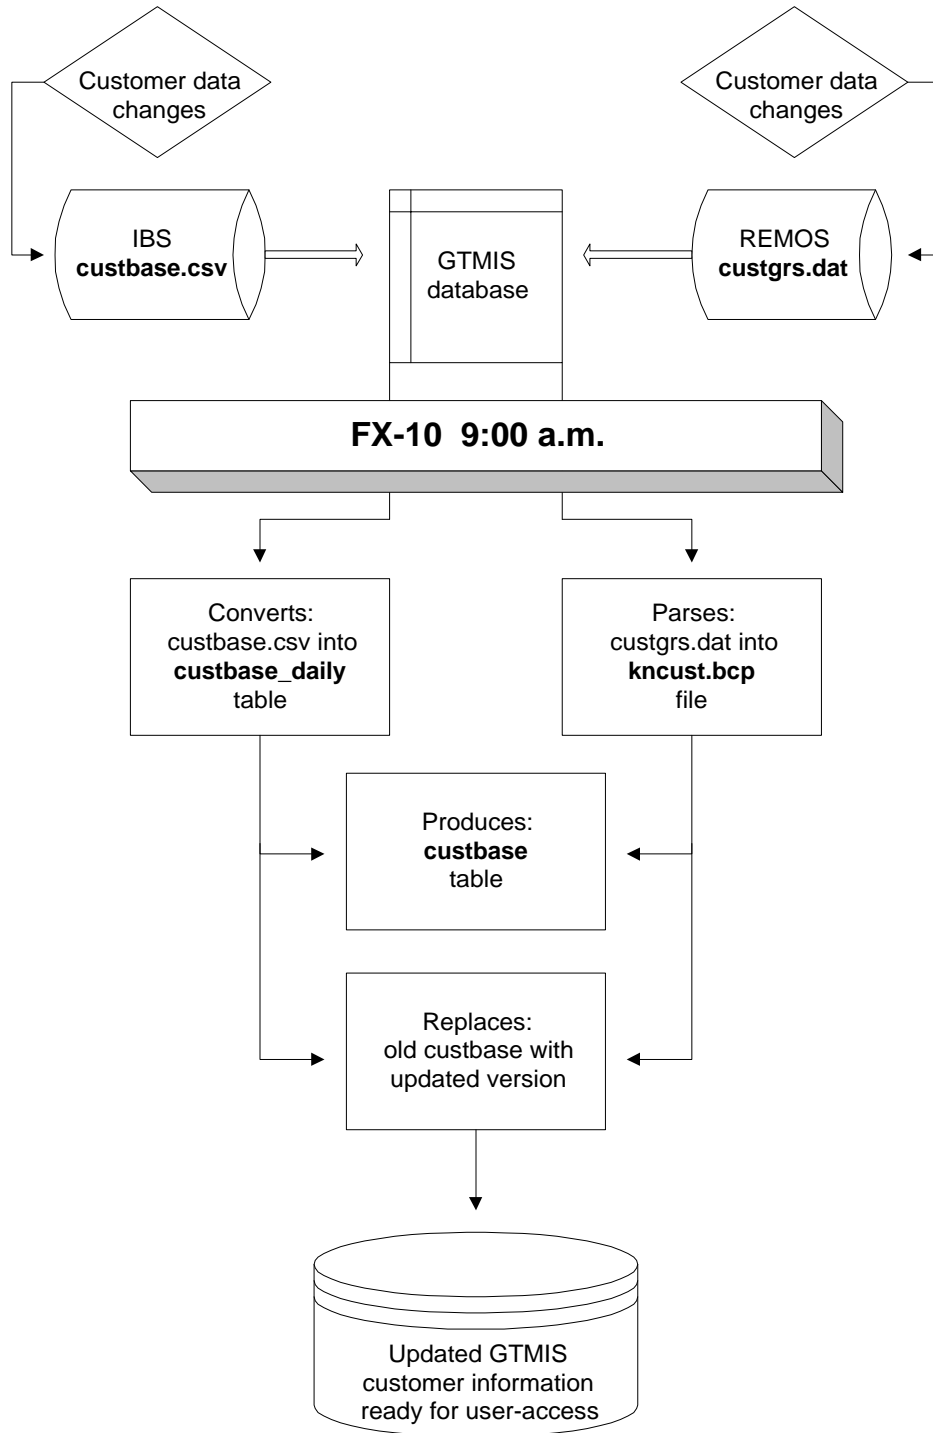 Customer data
changes
Customer data
changes
IBS
custbase.csv
GTMIS
database
REMOS
custgrs.dat
FX-10 9:00 a.m.
Converts:
custbase.csv into
custbase_daily
table
Parses:
custgrs.dat into
kncust.bcp
file
Produces:
custbase
table
Replaces:
old custbase with
updated version
Updated GTMIS
customer information
ready for user-access